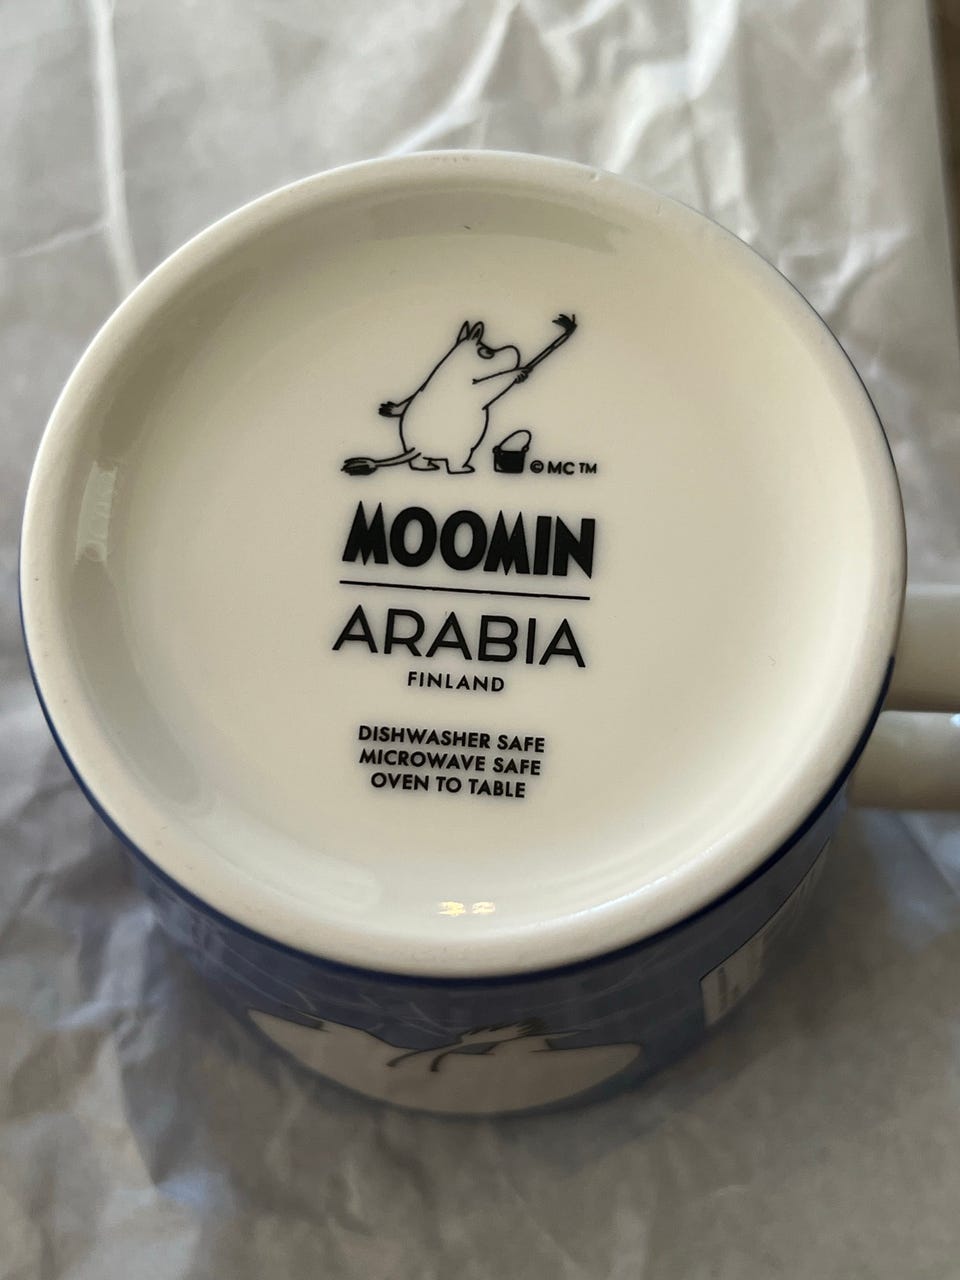 © MC ™
MOOMIN
ARABIA
FINLAND
DISHWASHER SAFE
MICROWAVE SAFE
OVEN TO TABLE